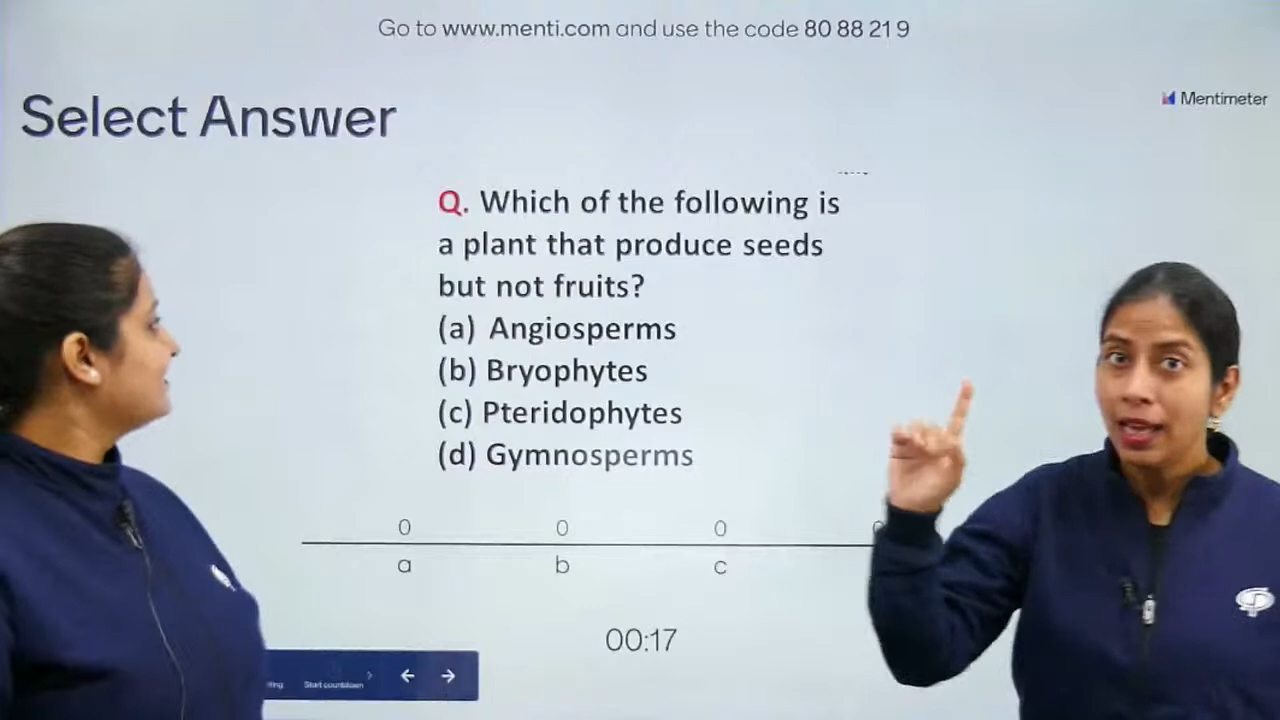 Go to www.menti.com and use the code 80 88 21 9
Select Answer
Mentimeter
Q. Which of the following is
a plant that produce seeds
but not fruits?
(a) Angiosperms
(b) Bryophytes
(c) Pteridophytes
(d) Gymnosperms
0 0 0
a b c
00:17
Start countdown